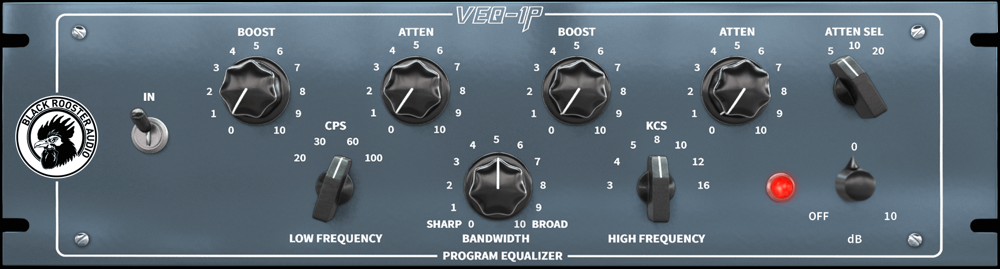 VEQ-1P
BOOST
ATTEN
BOOST
ATTEN
ATTEN SEL
0 1 2 3 4 5 6 7 8 9 10
0 1 2 3 4 5 6 7 8 9 10
0 1 2 3 4 5 6 7 8 9 10
0 1 2 3 4 5 6 7 8 9 10
5 10 20
IN
BLACK ROOSTER AUDIO
CPS
20 30 60 100
LOW FREQUENCY
0 1 2 3 4 5 6 7 8 9 10
SHARP
BROAD
BANDWIDTH
KCS
3 4 5 8 10 12 16
HIGH FREQUENCY
0
OFF
10
dB
PROGRAM EQUALIZER